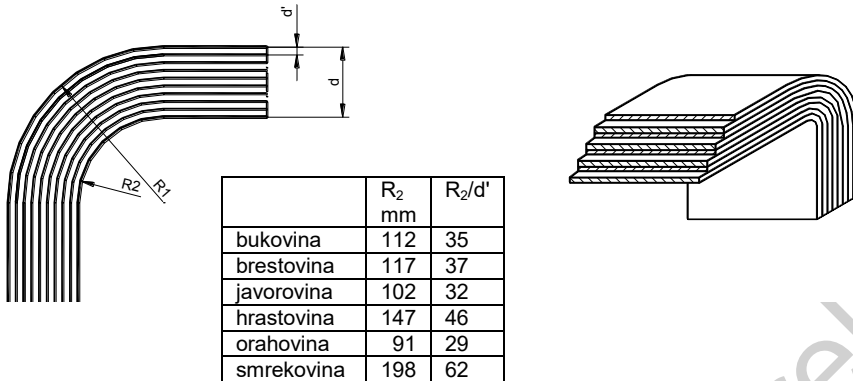 d'
d
R2
R1
R2 mm R2/d'
bukovina 112 35
brestovina 117 37
javorovina 102 32
hrastovina 147 46
orahovina 91 29
smrekovina 198 62